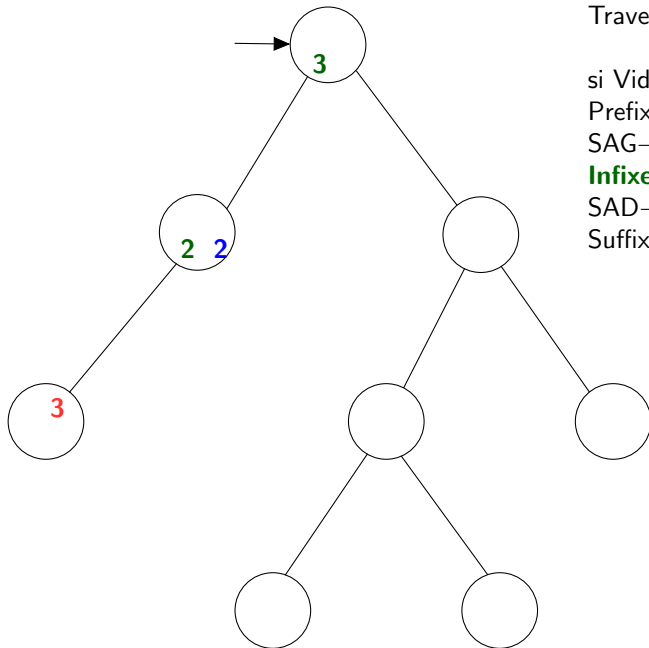 Trave
3
si Vid
Prefix
SAG–
Infixe
2 2
SAD–
Suffix
3